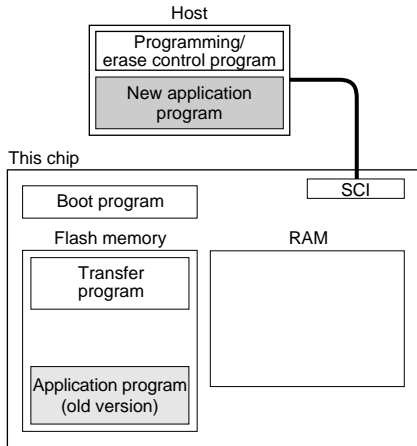 Host
Programming/
erase control program
New application
program
This chip
SCI
Boot program
Flash memory
RAM
Transfer
program
Application program
(old version)